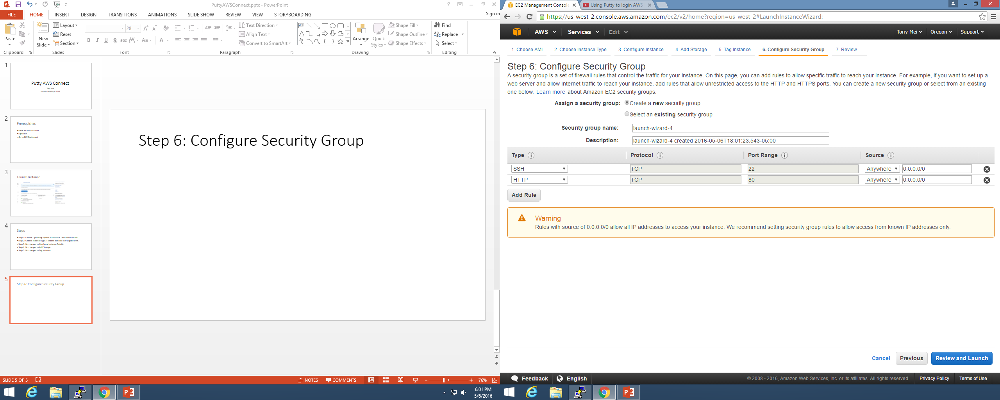 PuttyAWSConnect.pptx - PowerPoint
FILE HOME INSERT DESIGN TRANSITIONS ANIMATIONS SLIDE SHOW REVIEW VIEW STORYBOARDING Sign in
Paste
New
Slide
Layout
Reset
Section
28
Text Direction
Align Text
Convert to SmartArt
Arrange
Quick
Styles
Shape Fill
Shape Outline
Shape Effects
Find
Replace
Select
Clipboard Slides Font Paragraph Drawing Editing
1
Putty AWS Connect
Tony Mei
Student Developer 2016
2
Prerequisites
• Have an AWS Account
• Signed in
• Go to EC2 Dashboard
3
Launch Instance
4
Steps
• Step 1: Choose Operating System of Instance. I had mine Ubuntu.
• Step 2: Choose Instance Type. I choose the Free Tier Eligible One.
• Step 3: No changes to Configure Instance Details.
• Step 4: No changes to Add Storage.
• Step 5: No changes to Tag Instance.
5
Step 6: Configure Security Group
Step 6: Configure Security Group
SLIDE 5 OF 5 NOTES COMMENTS 76%
6:01 PM
5/6/2016
EC2 Management Console
Using Putty to login AWS
https://us-west-2.console.aws.amazon.com/ec2/v2/home?region=us-west-2#LaunchInstanceWizard:
AWS Services Edit Tony Mei Oregon Support
1. Choose AMI 2. Choose Instance Type 3. Configure Instance 4. Add Storage 5. Tag Instance 6. Configure Security Group 7. Review
Step 6: Configure Security Group
A security group is a set of firewall rules that control the traffic for your instance. On this page, you can add rules to allow specific traffic to reach your instance. For example, if you want to set up a
web server and allow Internet traffic to reach your instance, add rules that allow unrestricted access to the HTTP and HTTPS ports. You can create a new security group or select from an existing
one below. Learn more about Amazon EC2 security groups.
Assign a security group: Create a new security group
Select an existing security group
Security group name: launch-wizard-4
Description: launch-wizard-4 created 2016-05-06T18:01:23.543-05:00
Type Protocol Port Range Source
SSH TCP 22 Anywhere 0.0.0.0/0
HTTP TCP 80 Anywhere 0.0.0.0/0
Add Rule
Warning
Rules with source of 0.0.0.0/0 allow all IP addresses to access your instance. We recommend setting security group rules to allow access from known IP addresses only.
Cancel Previous Review and Launch
Feedback English © 2008 - 2016, Amazon Web Services, Inc. or its affiliates. All rights reserved. Privacy Policy Terms of Use